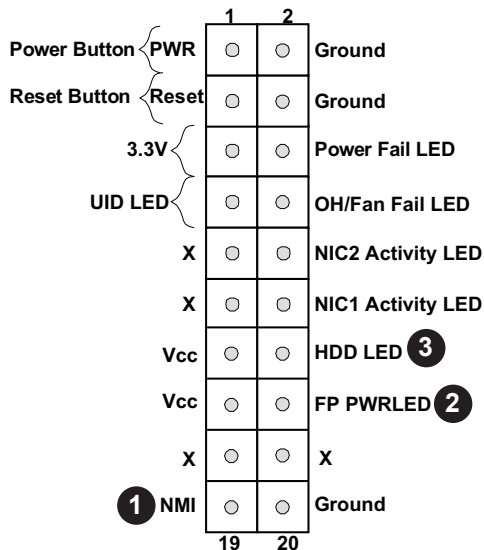 1 2
Power Button PWR Ground
Reset Button Reset Ground
3.3V Power Fail LED
UID LED OH/Fan Fail LED
X NIC2 Activity LED
X NIC1 Activity LED
Vcc HDD LED 3
Vcc FP PWRLED 2
X X
1 NMI Ground
19 20